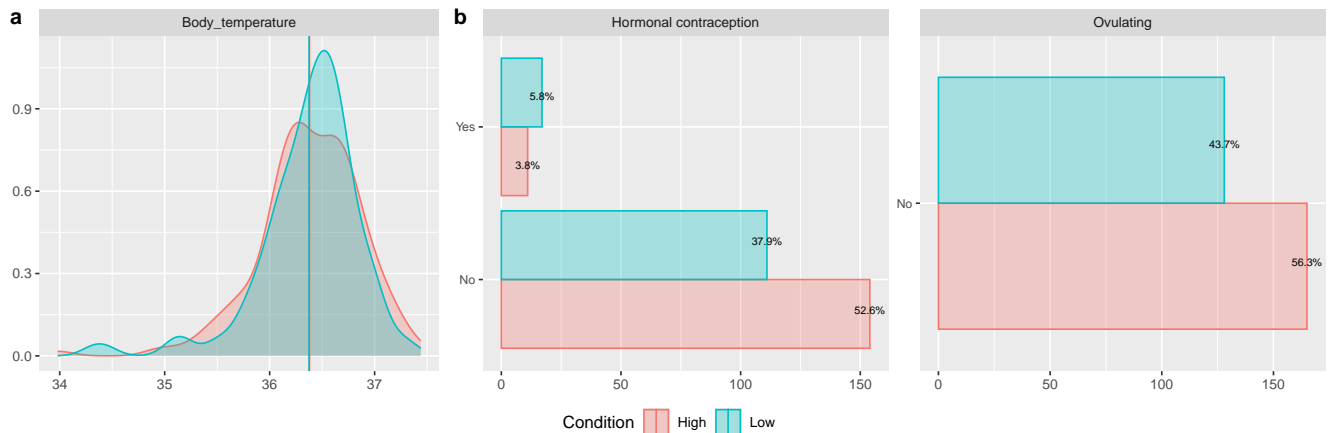 a
Body_temperature
0.9
0.6
0.3
0.0
34 35 36 37
b
Hormonal contraception
Yes
No
5.8%
3.8%
37.9%
52.6%
0 50 100 150
Ovulating
No
43.7%
56.3%
0 50 100 150
Condition High Low